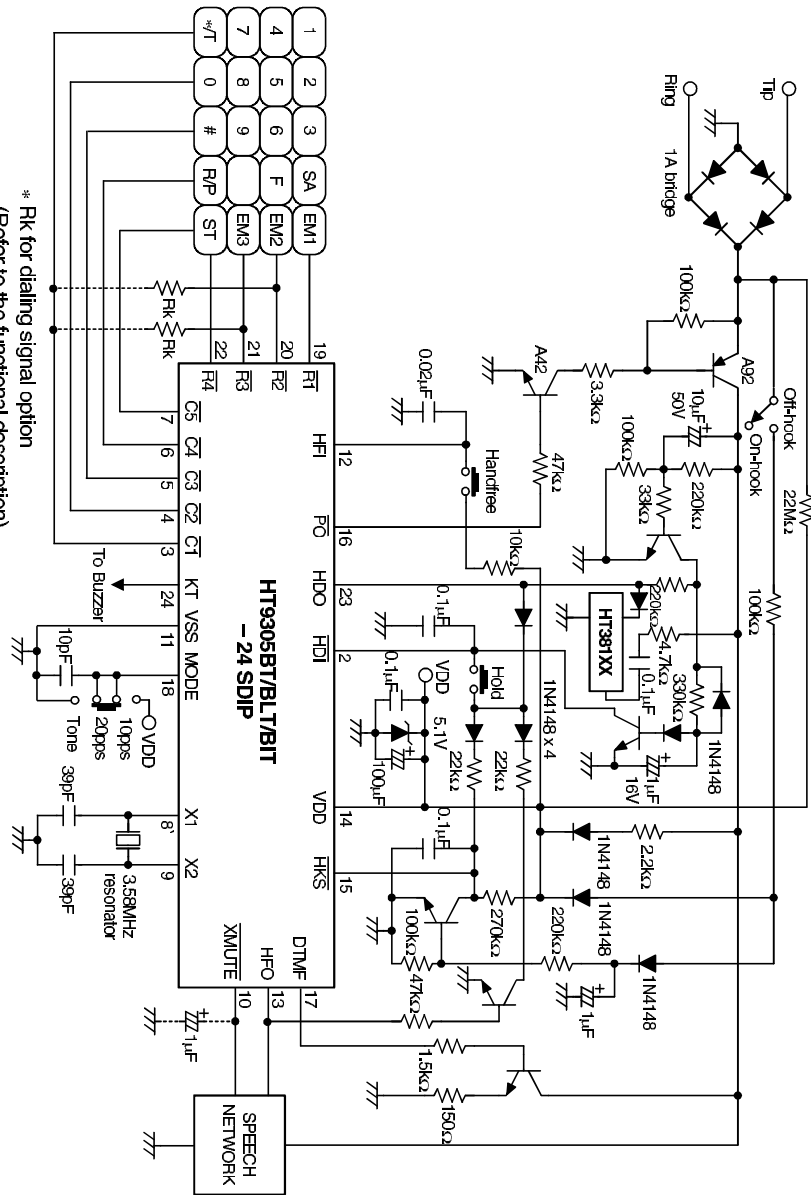 22MΩ
Tip
Ring
1A bridge
Off-hook
On-hook
100kΩ
A92
100kΩ
10µF
50V
220kΩ
100kΩ
33kΩ
220kΩ
4.7kΩ
330kΩ
1N4148
0.1µF
1µF
16V
HT381XX
2.2kΩ
1N4148
1N4148
1N4148
1µF
220kΩ
270kΩ
100kΩ
A42
3.3kΩ
47kΩ
10kΩ
Handfree
0.02µF
0.1µF
Hold
1N4148 x 4
22kΩ
22kΩ
0.1µF
VDD
0.1µF
5.1V
100µF
47kΩ
1.5kΩ
150Ω
1 2 3 SA EM1
4 5 6 F EM2
7 8 9 EM3
*/T 0 # R/P ST
Rk
Rk
19
20
21
22
R1
R2
R3
R4
12
16
23
2
14
15
HFI
PO
HDO
HDI
VDD
HKS
HT9305BT/BLT/BIT
– 24 SDIP
DTMF
17
HFO
13
XMUTE
10
1µF
SPEECH
NETWORK
C5
C4
C3
C2
C1
KT
VSS
MODE
X1
X2
7
6
5
4
3
24
11
18
8`
9
To Buzzer
10pF
Tone
20pps
10pps
VDD
39pF
39pF
3.58MHz
resonator
* Rk for dialing signal option
(Refer to the functional description)